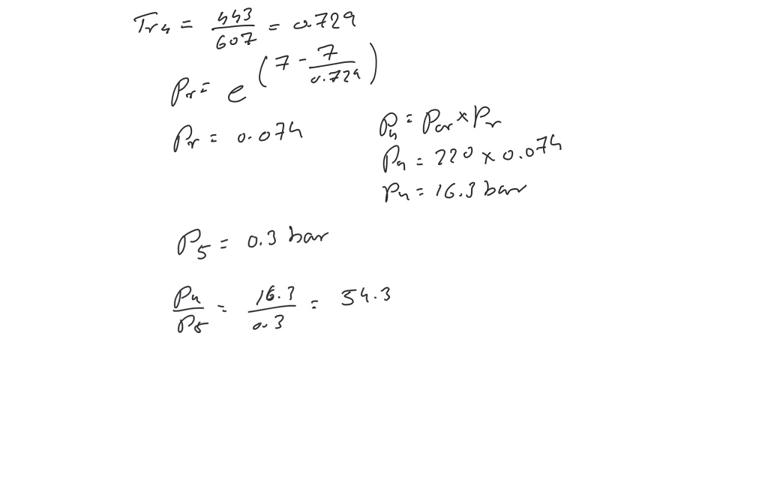 Tr4 = 443/607 = 0.729
Pr = e^(7 - 7/0.729)
Pr = 0.074
P4 = Pcr × Pr
P4 = 220 × 0.074
P4 = 16.3 bar
P5 = 0.3 bar
P4/P5 = 16.3/0.3 = 54.3